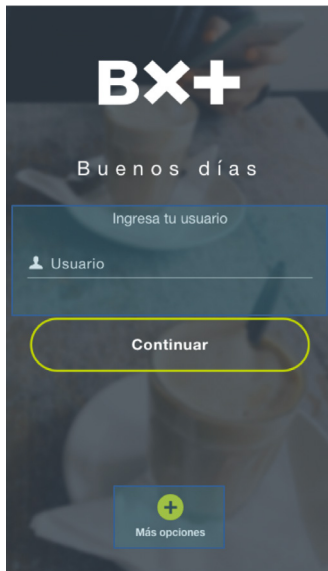 BX+
Buenos días
Ingresa tu usuario
Usuario
Continuar
Más opciones